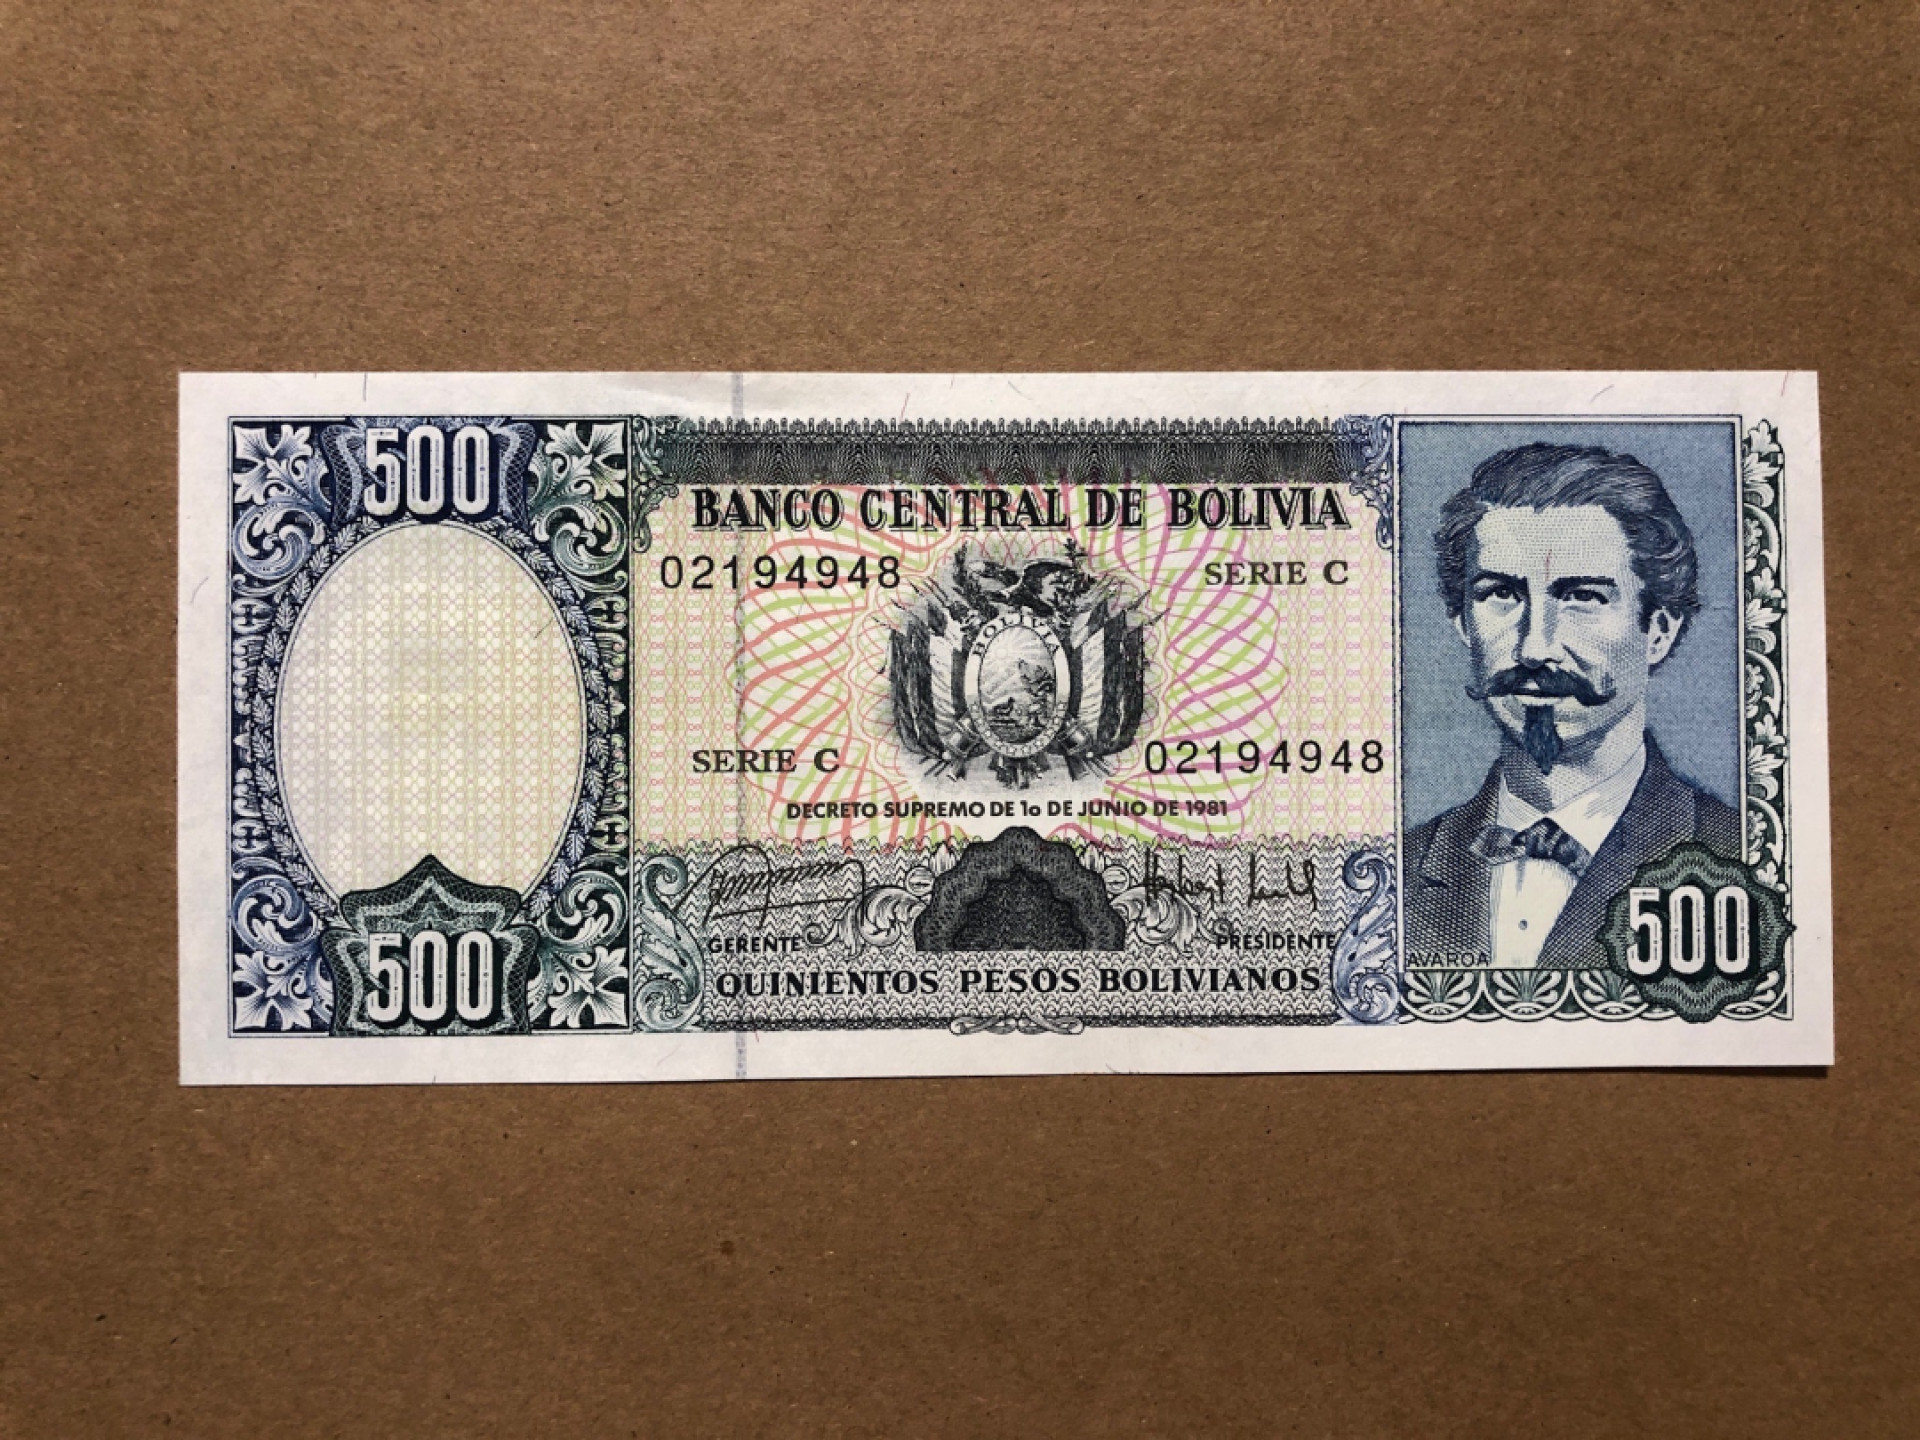 500
BANCO CENTRAL DE BOLIVIA
02194948
SERIE C
BOLIVIA
SERIE C
02194948
DECRETO SUPREMO DE 1o DE JUNIO DE 1981
GERENTE
PRESIDENTE
500
QUINIENTOS PESOS BOLIVIANOS
AVAROA
500